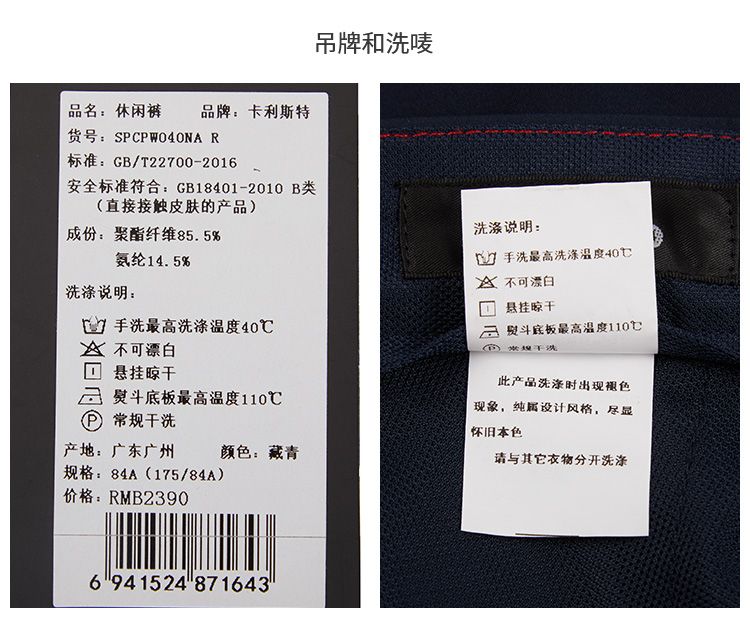 吊牌和洗唛
品名：休闲裤 品牌：卡利斯特
货号：SPCPW040NA R
标准：GB/T22700-2016
安全标准符合：GB18401-2010 B类
（直接接触皮肤的产品）
成份：聚酯纤维85.5%
氨纶14.5%
洗涤说明：
手洗最高洗涤温度40℃
不可漂白
悬挂晾干
熨斗底板最高温度110℃
P 常规干洗
产地：广东广州 颜色：藏青
规格：84A（175/84A）
价格：RMB2390
6 941524 871643
洗涤说明：
手洗最高洗涤温度40℃
不可漂白
悬挂晾干
熨斗底板最高温度110℃
常规干洗
此产品洗涤时出现褪色
现象，纯属设计风格，尽显
怀旧本色
请与其它衣物分开洗涤